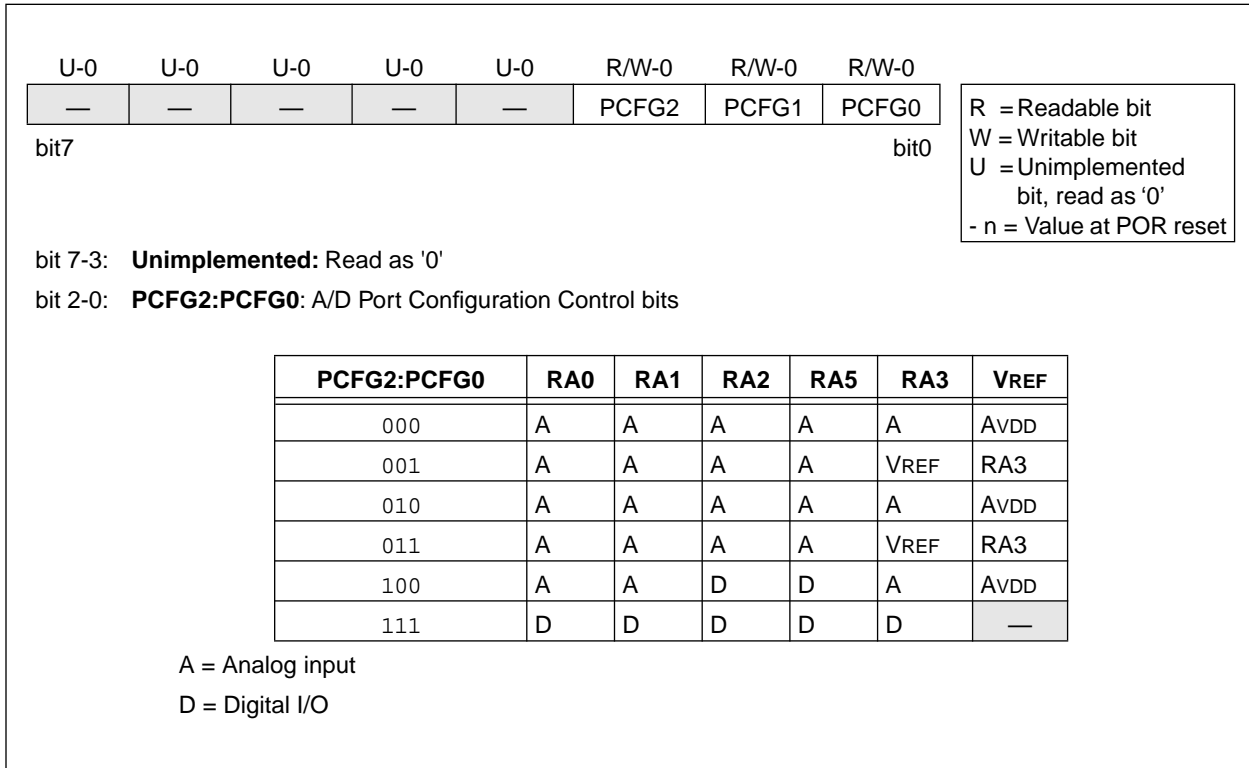 U-0 U-0 U-0 U-0 U-0 R/W-0 R/W-0 R/W-0
— — — — — PCFG2 PCFG1 PCFG0
bit7 bit0
R = Readable bit
W = Writable bit
U = Unimplemented
bit, read as ‘0’
- n = Value at POR reset
bit 7-3: Unimplemented: Read as '0'
bit 2-0: PCFG2:PCFG0: A/D Port Configuration Control bits
PCFG2:PCFG0 RA0 RA1 RA2 RA5 RA3 VREF
000 A A A A A AVDD
001 A A A A VREF RA3
010 A A A A A AVDD
011 A A A A VREF RA3
100 A A D D A AVDD
111 D D D D D —
A = Analog input
D = Digital I/O